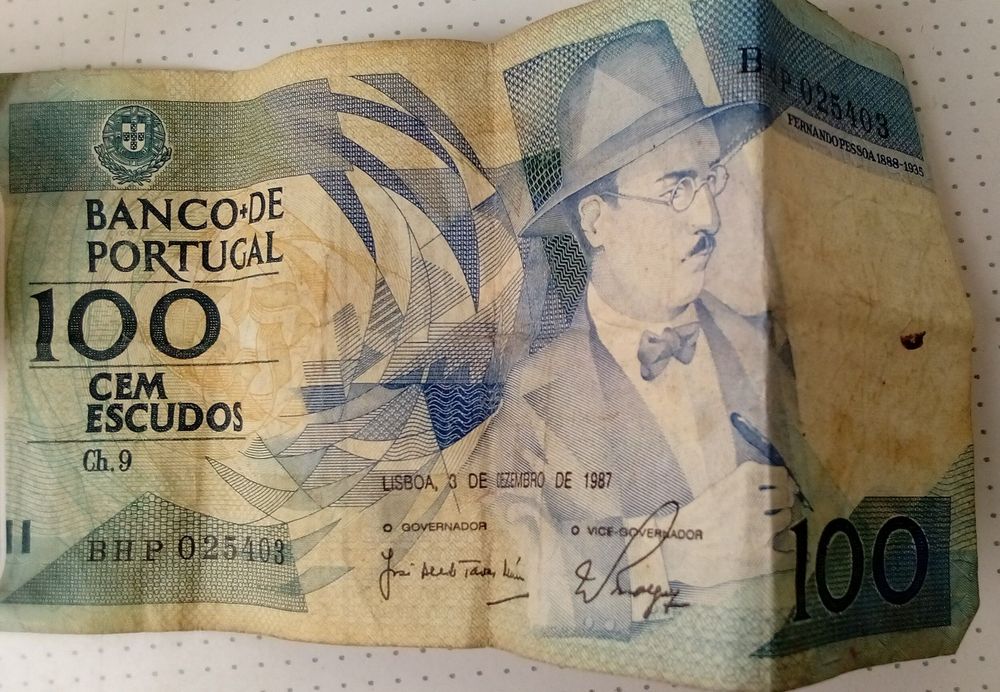 BANCO DE
PORTUGAL
100
CEM
ESCUDOS
Ch. 9
BHP 025403
BHP 025403
FERNANDO PESSOA 1888-1935
LISBOA, 3 DE DEZEMBRO DE 1987
O GOVERNADOR
O VICE-GOVERNADOR
100